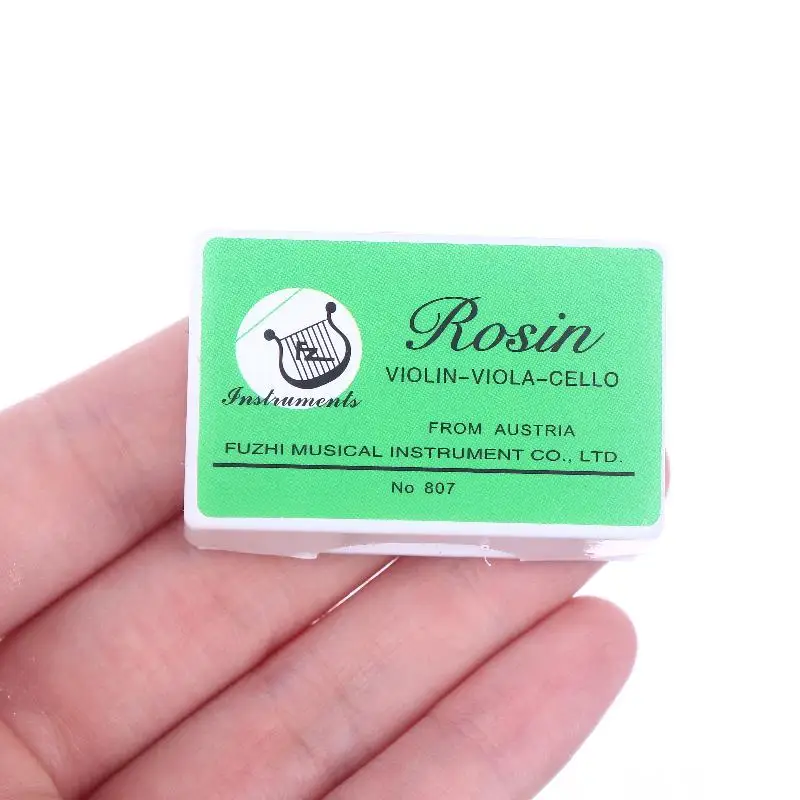 Rosin
VIOLIN-VIOLA-CELLO
FZ
Instruments
FROM AUSTRIA
FUZHI MUSICAL INSTRUMENT CO., LTD.
No 807